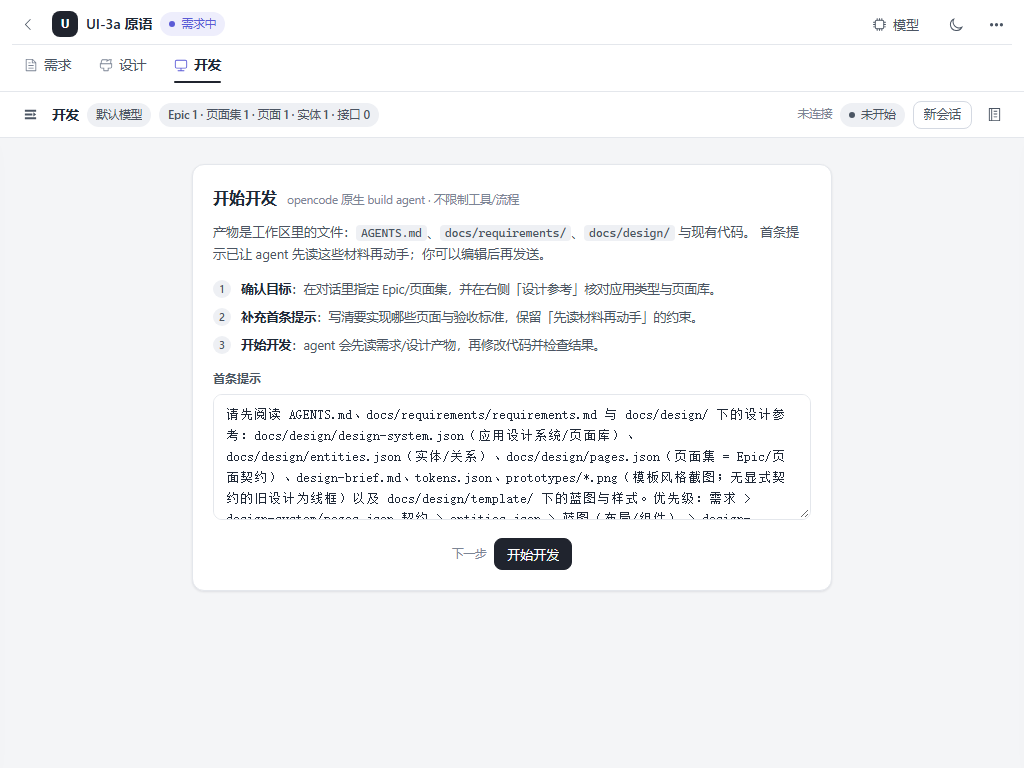 U UI-3a 原语 需求中 模型
需求 设计 开发
开发 默认模型 Epic 1 · 页面集 1 · 页面 1 · 实体 1 · 接口 0 未连接 未开始 新会话
开始开发 opencode 原生 build agent · 不限制工具/流程
产物是工作区里的文件： AGENTS.md 、 docs/requirements/ 、 docs/design/ 与现有代码。 首条提
示已让 agent 先读这些材料再动手；你可以编辑后再发送。
1 确认目标：在对话里指定 Epic/页面集，并在右侧「设计参考」核对应用类型与页面库。
2 补充首条提示：写清要实现哪些页面与验收标准，保留「先读材料再动手」的约束。
3 开始开发：agent 会先读需求/设计产物，再修改代码并检查结果。
首条提示
请先阅读 AGENTS.md、docs/requirements/requirements.md 与 docs/design/ 下的设计参
考：docs/design/design-system.json（应用设计系统/页面库）、
docs/design/entities.json（实体/关系）、docs/design/pages.json（页面集 = Epic/页
面契约）、design-brief.md、tokens.json、prototypes/*.png（模板风格截图；无显式契
约的旧设计为线框）以及 docs/design/template/ 下的蓝图与样式。优先级：需求 >
design-system/pages.json 契约 > entities.json > 蓝图（布局/组件） > design-
下一步 开始开发